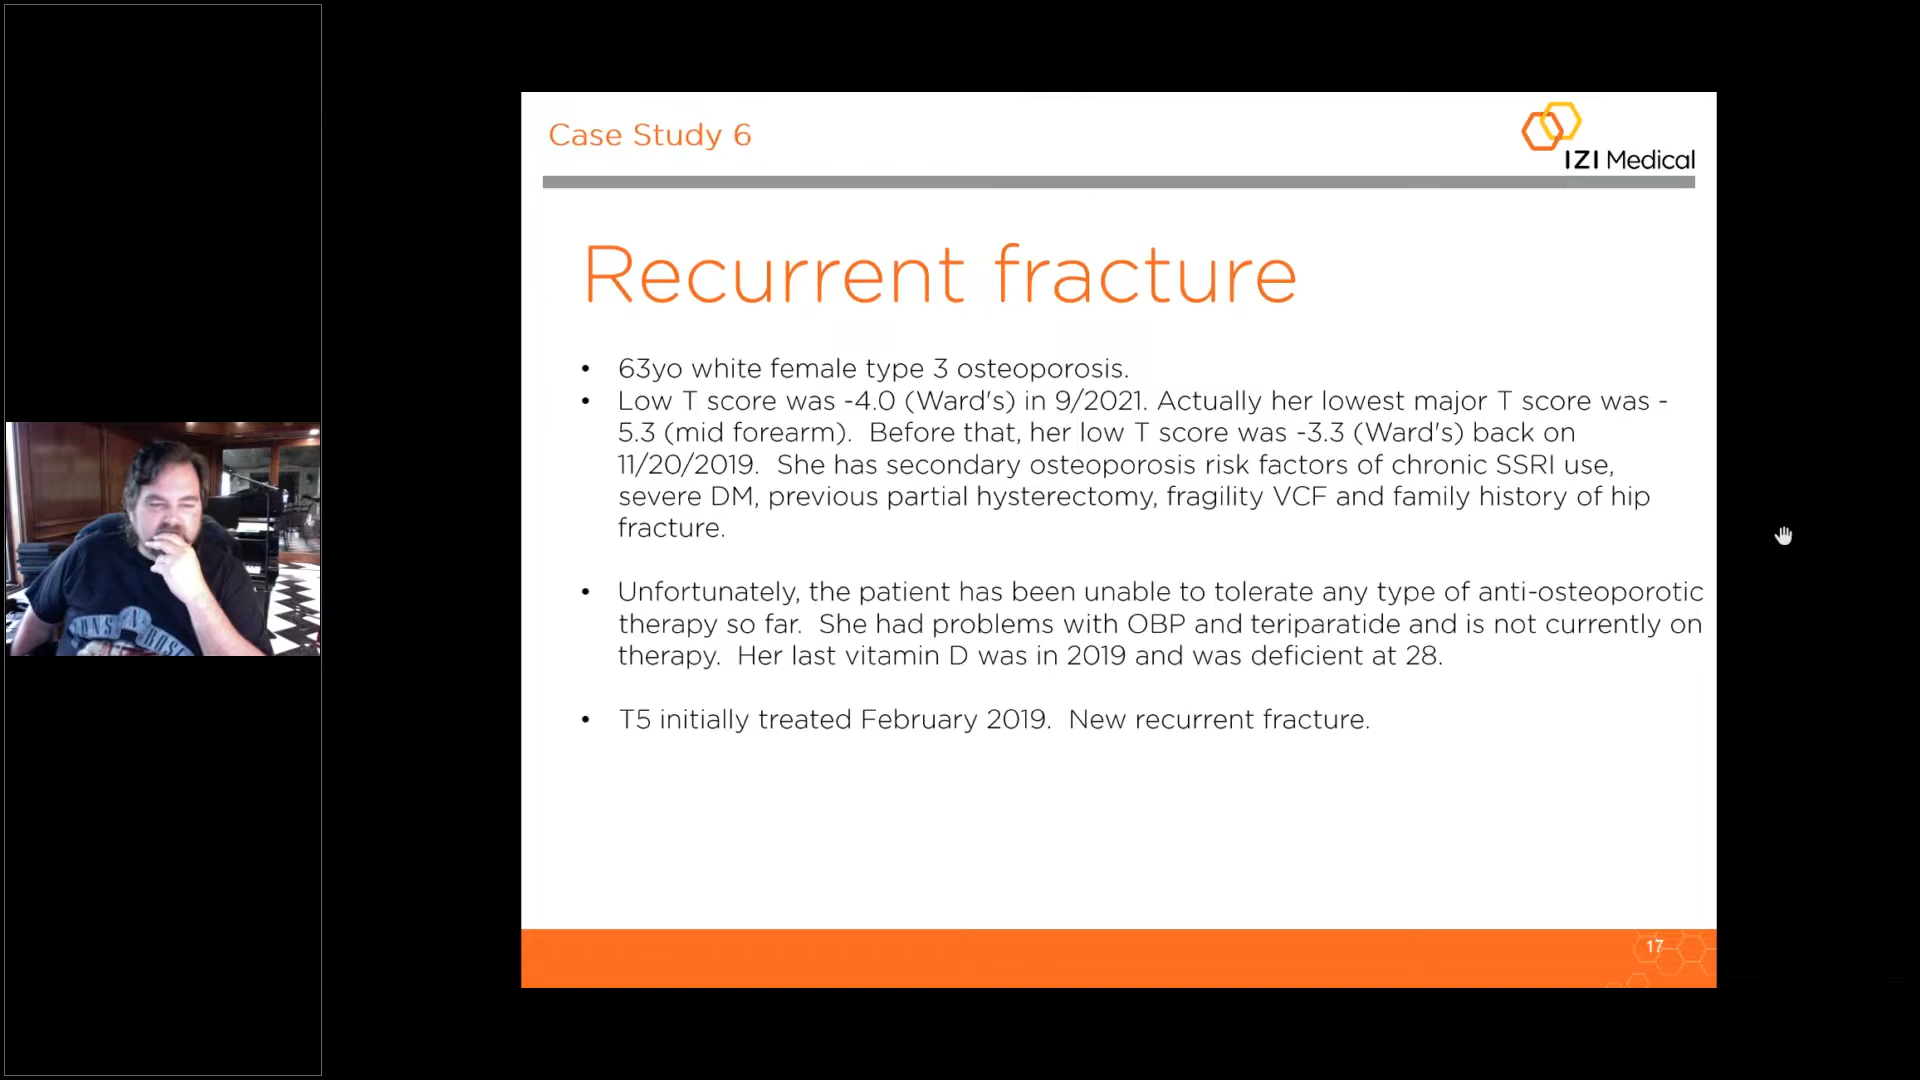 Case Study 6
IZI Medical
Recurrent fracture
• 63yo white female type 3 osteoporosis.
• Low T score was -4.0 (Ward's) in 9/2021. Actually her lowest major T score was -
5.3 (mid forearm).  Before that, her low T score was -3.3 (Ward's) back on
11/20/2019.  She has secondary osteoporosis risk factors of chronic SSRI use,
severe DM, previous partial hysterectomy, fragility VCF and family history of hip
fracture.
• Unfortunately, the patient has been unable to tolerate any type of anti-osteoporotic
therapy so far.  She had problems with OBP and teriparatide and is not currently on
therapy.  Her last vitamin D was in 2019 and was deficient at 28.
• T5 initially treated February 2019.  New recurrent fracture.
17